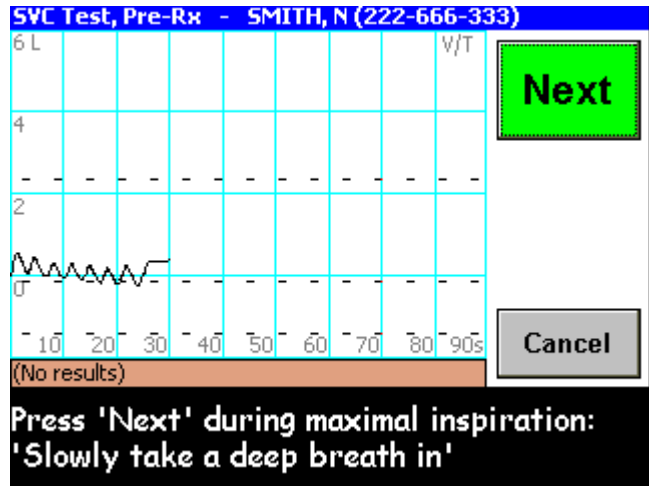 SVC Test, Pre-Rx - SMITH, N (222-666-333)
6 L V/T
Next
4
2
0
10 20 30 40 50 60 70 80 90s
Cancel
(No results)
Press 'Next' during maximal inspiration:
'Slowly take a deep breath in'